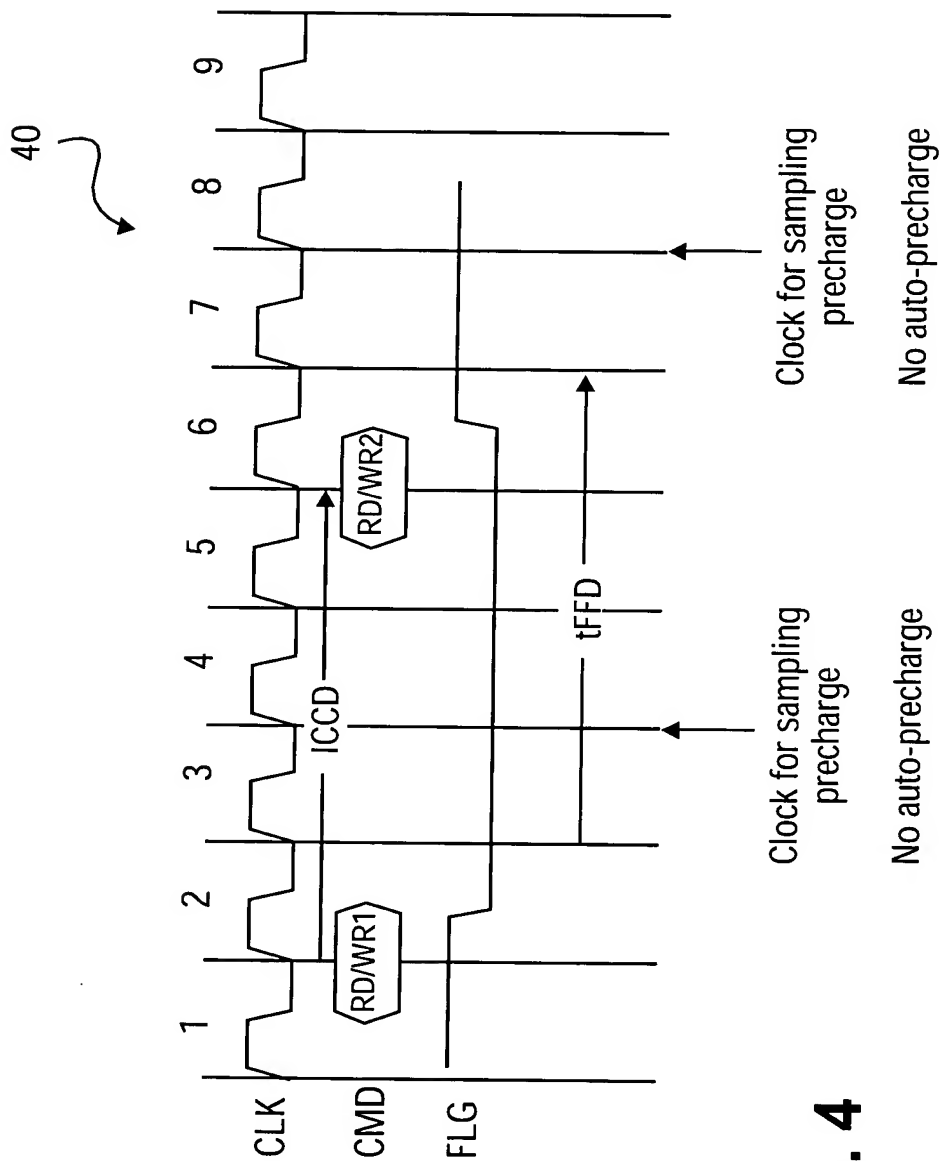 40
1 2 3 4 5 6 7 8 9
CLK
CMD
RD/WR1
lCCD
RD/WR2
FLG
tFFD
Clock for sampling
precharge
No auto-precharge
Clock for sampling
precharge
No auto-precharge
. 4